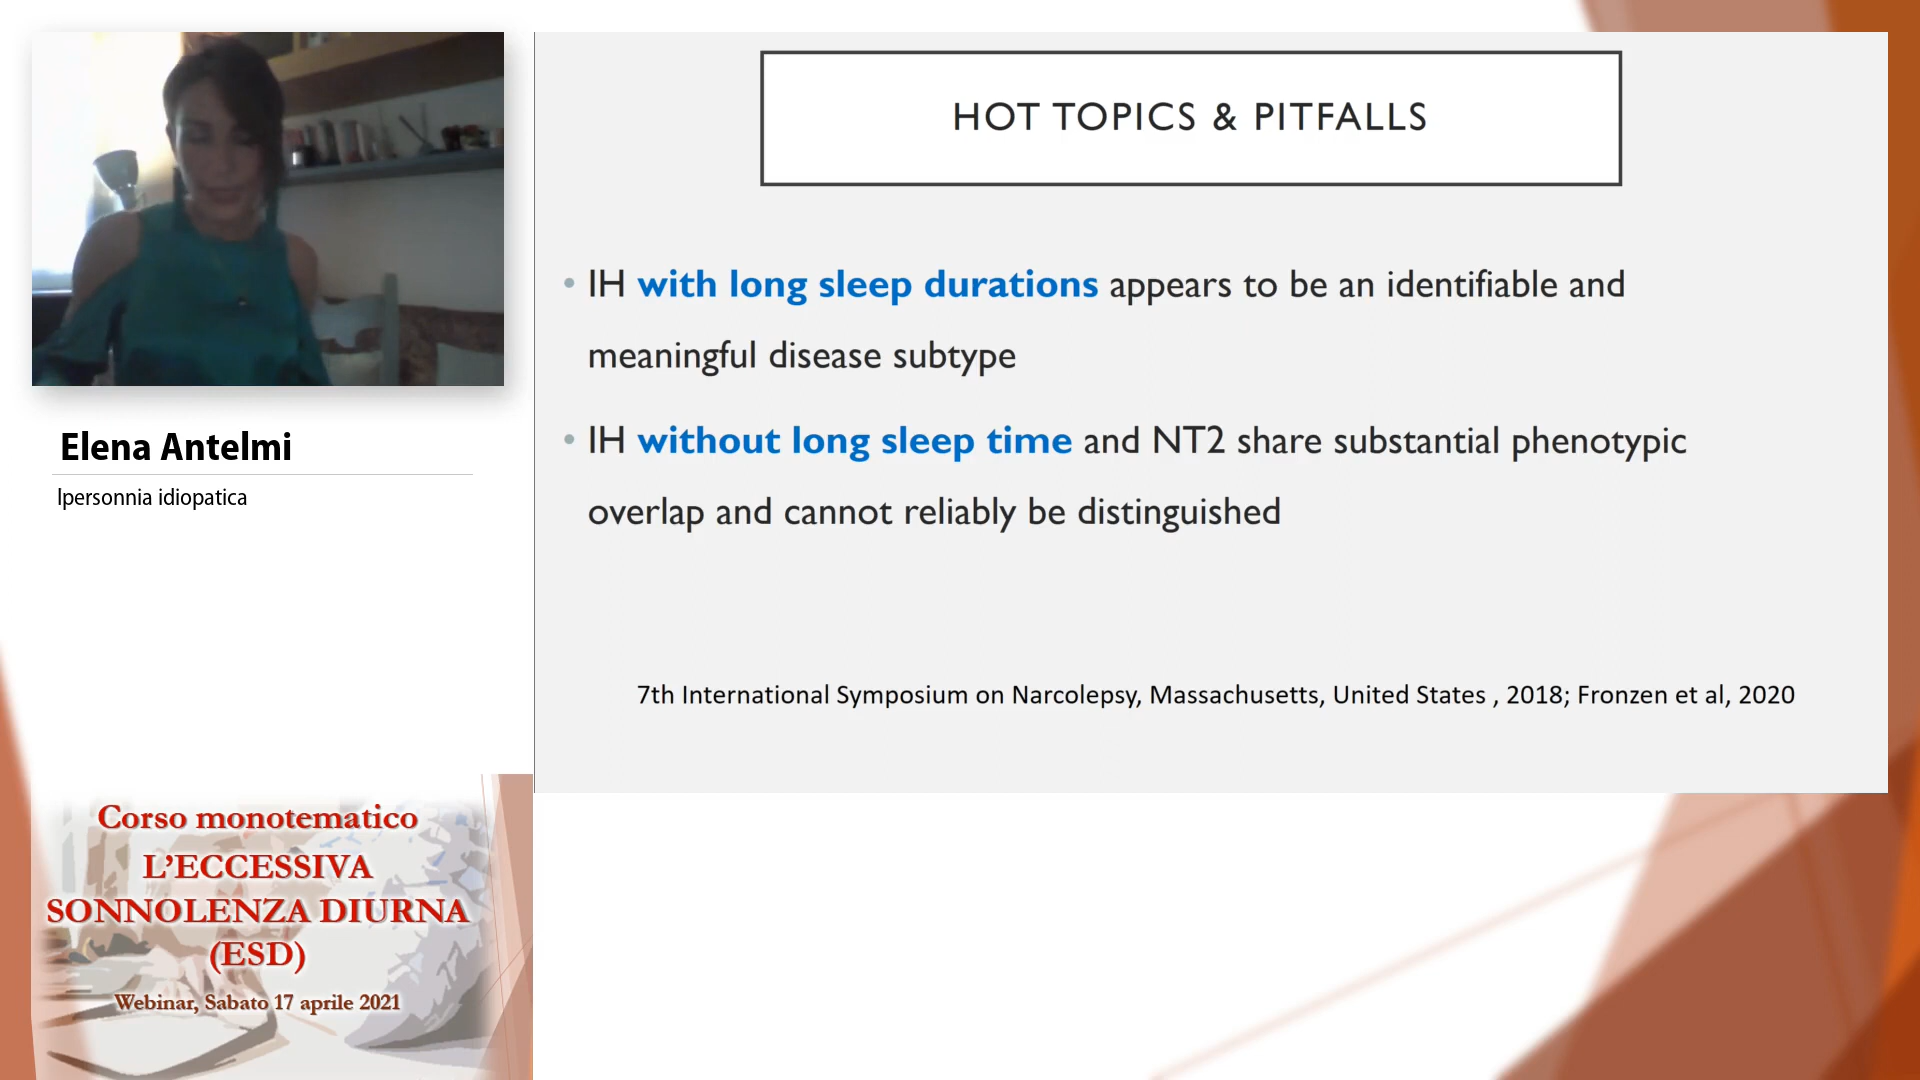 HOT TOPICS & PITFALLS
• IH with long sleep durations appears to be an identifiable and
meaningful disease subtype
• IH without long sleep time and NT2 share substantial phenotypic
overlap and cannot reliably be distinguished
7th International Symposium on Narcolepsy, Massachusetts, United States , 2018; Fronzen et al, 2020
Elena Antelmi
Ipersonnia idiopatica
Corso monotematico
L’ECCESSIVA
SONNOLENZA DIURNA
(ESD)
Webinar, Sabato 17 aprile 2021